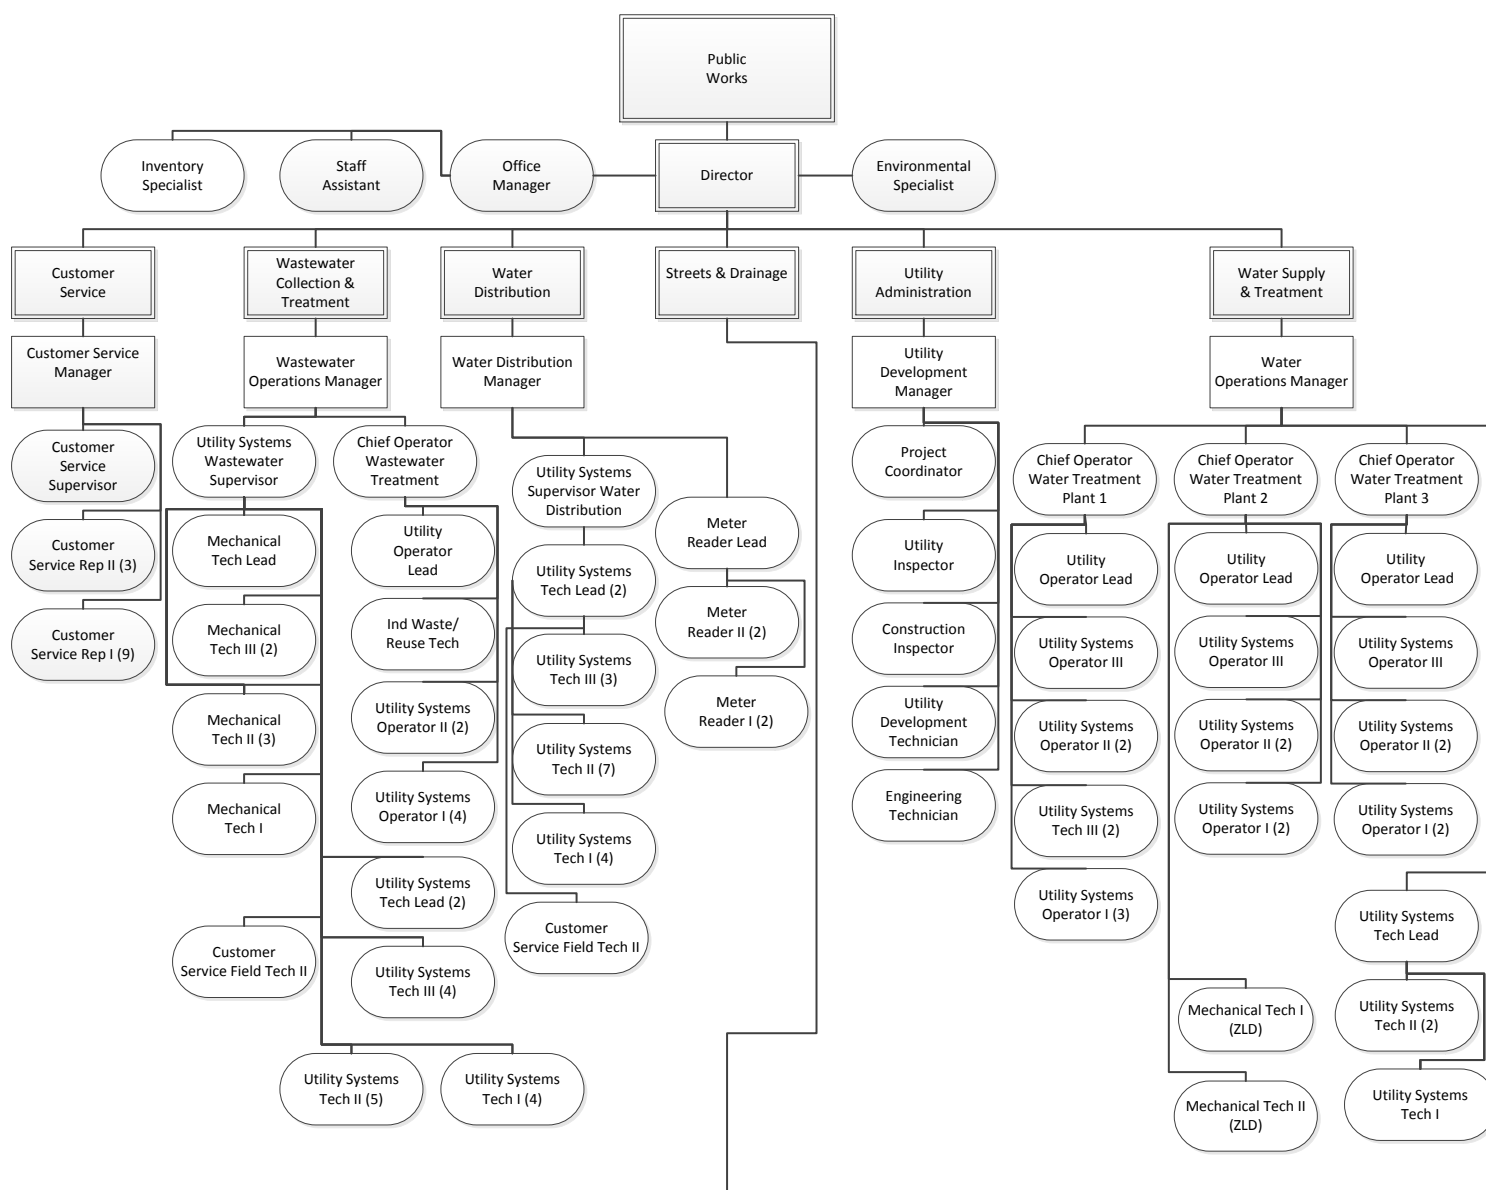 Public
Works
Inventory
Specialist
Staff
Assistant
Office
Manager
Director
Environmental
Specialist
Customer
Service
Wastewater
Collection &
Treatment
Water
Distribution
Streets & Drainage
Utility
Administration
Water Supply
& Treatment
Customer Service
Manager
Wastewater
Operations Manager
Water Distribution
Manager
Utility
Development
Manager
Water
Operations Manager
Customer
Service
Supervisor
Customer
Service Rep II (3)
Customer
Service Rep I (9)
Utility Systems
Wastewater
Supervisor
Mechanical
Tech Lead
Mechanical
Tech III (2)
Mechanical
Tech II (3)
Mechanical
Tech I
Customer
Service Field Tech II
Chief Operator
Wastewater
Treatment
Utility
Operator
Lead
Ind Waste/
Reuse Tech
Utility Systems
Operator II (2)
Utility Systems
Operator I (4)
Utility Systems
Tech Lead (2)
Utility Systems
Tech III (4)
Utility Systems
Tech II (5)
Utility Systems
Tech I (4)
Utility Systems
Supervisor Water
Distribution
Utility Systems
Tech Lead (2)
Utility Systems
Tech III (3)
Utility Systems
Tech II (7)
Utility Systems
Tech I (4)
Customer
Service Field Tech II
Meter
Reader Lead
Meter
Reader II (2)
Meter
Reader I (2)
Project
Coordinator
Utility
Inspector
Construction
Inspector
Utility
Development
Technician
Engineering
Technician
Chief Operator
Water Treatment
Plant 1
Utility
Operator Lead
Utility Systems
Operator III
Utility Systems
Operator II (2)
Utility Systems
Tech III (2)
Utility Systems
Operator I (3)
Chief Operator
Water Treatment
Plant 2
Utility
Operator Lead
Utility Systems
Operator III
Utility Systems
Operator II (2)
Utility Systems
Operator I (2)
Mechanical Tech I
(ZLD)
Mechanical Tech II
(ZLD)
Chief Operator
Water Treatment
Plant 3
Utility
Operator Lead
Utility Systems
Operator III
Utility Systems
Operator II (2)
Utility Systems
Operator I (2)
Utility Systems
Tech Lead
Utility Systems
Tech II (2)
Utility Systems
Tech I